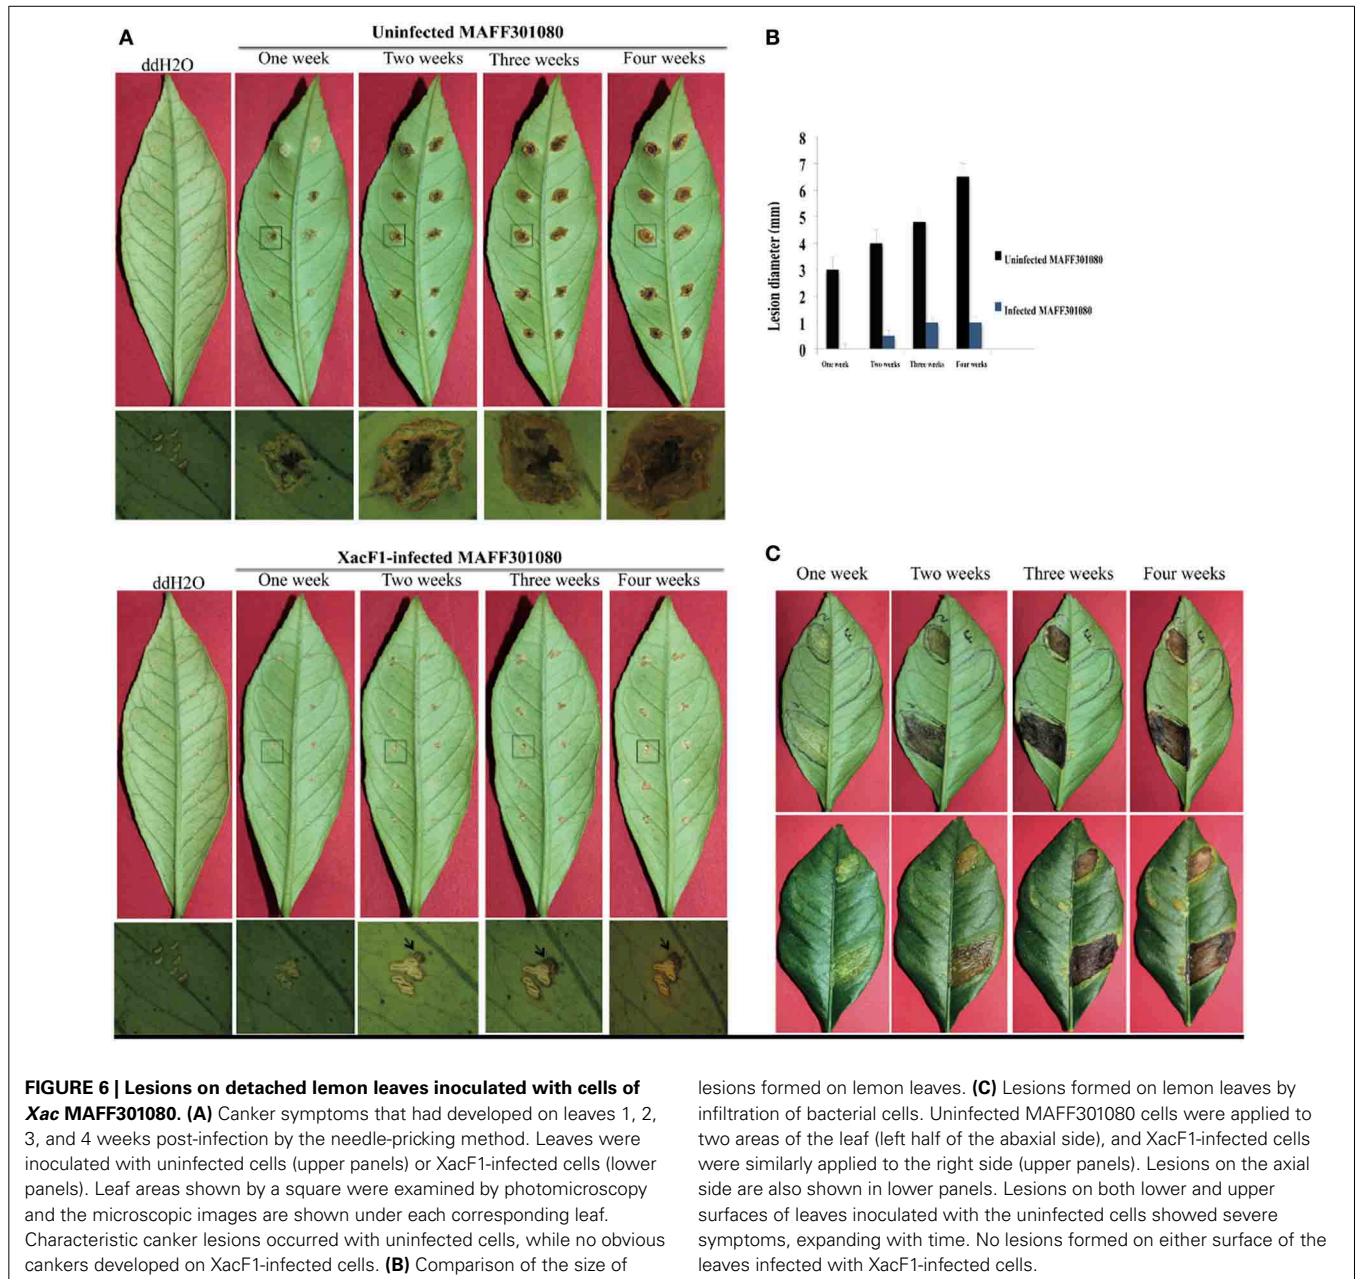 A
Uninfected MAFF301080
ddH2O
One week
Two weeks
Three weeks
Four weeks
B
8
7
6
5
4
3
2
1
0
Lesion diameter (mm)
One week
Two weeks
Three weeks
Four weeks
Uninfected MAFF301080
Infected MAFF301080
XacF1-infected MAFF301080
ddH2O
One week
Two weeks
Three weeks
Four weeks
C
One week
Two weeks
Three weeks
Four weeks
FIGURE 6 | Lesions on detached lemon leaves inoculated with cells of
Xac MAFF301080. (A) Canker symptoms that had developed on leaves 1, 2,
3, and 4 weeks post-infection by the needle-pricking method. Leaves were
inoculated with uninfected cells (upper panels) or XacF1-infected cells (lower
panels). Leaf areas shown by a square were examined by photomicroscopy
and the microscopic images are shown under each corresponding leaf.
Characteristic canker lesions occurred with uninfected cells, while no obvious
cankers developed on XacF1-infected cells. (B) Comparison of the size of
lesions formed on lemon leaves. (C) Lesions formed on lemon leaves by
infiltration of bacterial cells. Uninfected MAFF301080 cells were applied to
two areas of the leaf (left half of the abaxial side), and XacF1-infected cells
were similarly applied to the right side (upper panels). Lesions on the axial
side are also shown in lower panels. Lesions on both lower and upper
surfaces of leaves inoculated with the uninfected cells showed severe
symptoms, expanding with time. No lesions formed on either surface of the
leaves infected with XacF1-infected cells.